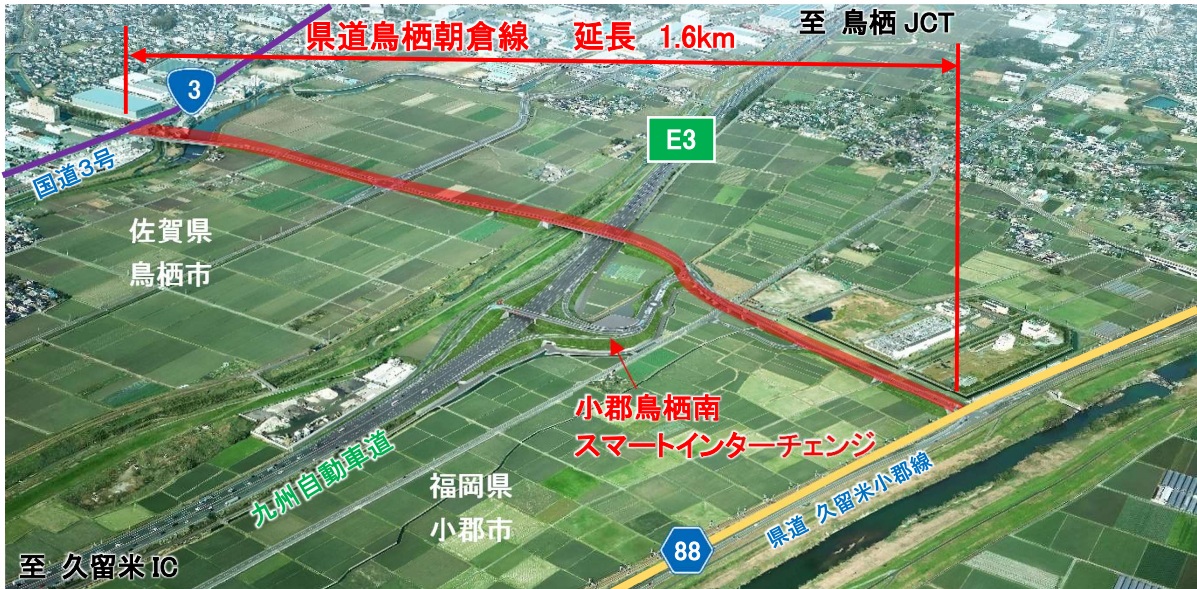 県道鳥栖朝倉線 延長 1.6km
至 鳥栖 JCT
3
国道3号
E3
佐賀県
鳥栖市
小郡鳥栖南
スマートインターチェンジ
九州自動車道
福岡県
小郡市
県道 久留米小郡線
88
至 久留米 IC